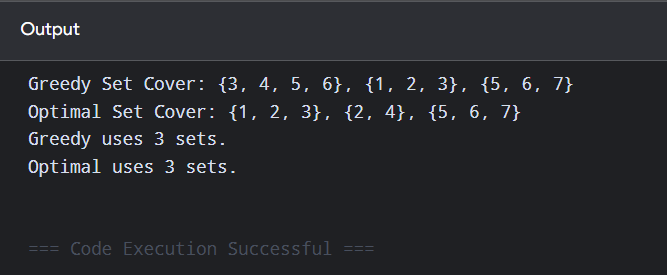 Output
Greedy Set Cover: {3, 4, 5, 6}, {1, 2, 3}, {5, 6, 7}
Optimal Set Cover: {1, 2, 3}, {2, 4}, {5, 6, 7}
Greedy uses 3 sets.
Optimal uses 3 sets.
=== Code Execution Successful ===